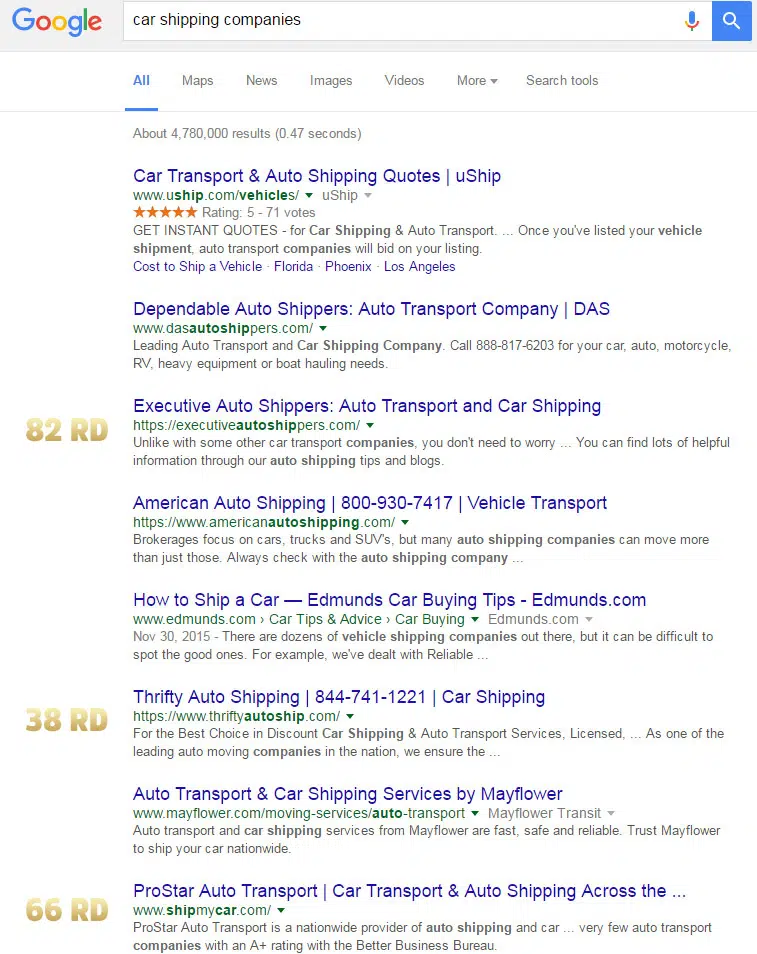 Google
car shipping companies
All Maps News Images Videos More Search tools
About 4,780,000 results (0.47 seconds)
Car Transport & Auto Shipping Quotes | uShip
www.uship.com/vehicles/ uShip
Rating: 5 - 71 votes
GET INSTANT QUOTES - for Car Shipping & Auto Transport. ... Once you've listed your vehicle
shipment, auto transport companies will bid on your listing.
Cost to Ship a Vehicle · Florida · Phoenix · Los Angeles
Dependable Auto Shippers: Auto Transport Company | DAS
www.dasautoshippers.com/
Leading Auto Transport and Car Shipping Company. Call 888-817-6203 for your car, auto, motorcycle,
RV, heavy equipment or boat hauling needs.
82 RD
Executive Auto Shippers: Auto Transport and Car Shipping
https://executiveautoshippers.com/
Unlike with some other car transport companies, you don't need to worry ... You can find lots of helpful
information through our auto shipping tips and blogs.
American Auto Shipping | 800-930-7417 | Vehicle Transport
https://www.americanautoshipping.com/
Brokerages focus on cars, trucks and SUV's, but many auto shipping companies can move more
than just those. Always check with the auto shipping company ...
How to Ship a Car — Edmunds Car Buying Tips - Edmunds.com
www.edmunds.com › Car Tips & Advice › Car Buying Edmunds.com
Nov 30, 2015 - There are dozens of vehicle shipping companies out there, but it can be difficult to
spot the good ones. For example, we've dealt with Reliable ...
38 RD
Thrifty Auto Shipping | 844-741-1221 | Car Shipping
https://www.thriftyautoship.com/
For the Best Choice in Discount Car Shipping & Auto Transport Services, Licensed, ... As one of the
leading auto moving companies in the nation, we ensure the ...
Auto Transport & Car Shipping Services by Mayflower
www.mayflower.com/moving-services/auto-transport Mayflower Transit
Auto transport and car shipping services from Mayflower are fast, safe and reliable. Trust Mayflower
to ship your car nationwide.
66 RD
ProStar Auto Transport | Car Transport & Auto Shipping Across the ...
www.shipmycar.com/
ProStar Auto Transport is a nationwide provider of auto shipping and car ... very few auto transport
companies with an A+ rating with the Better Business Bureau.